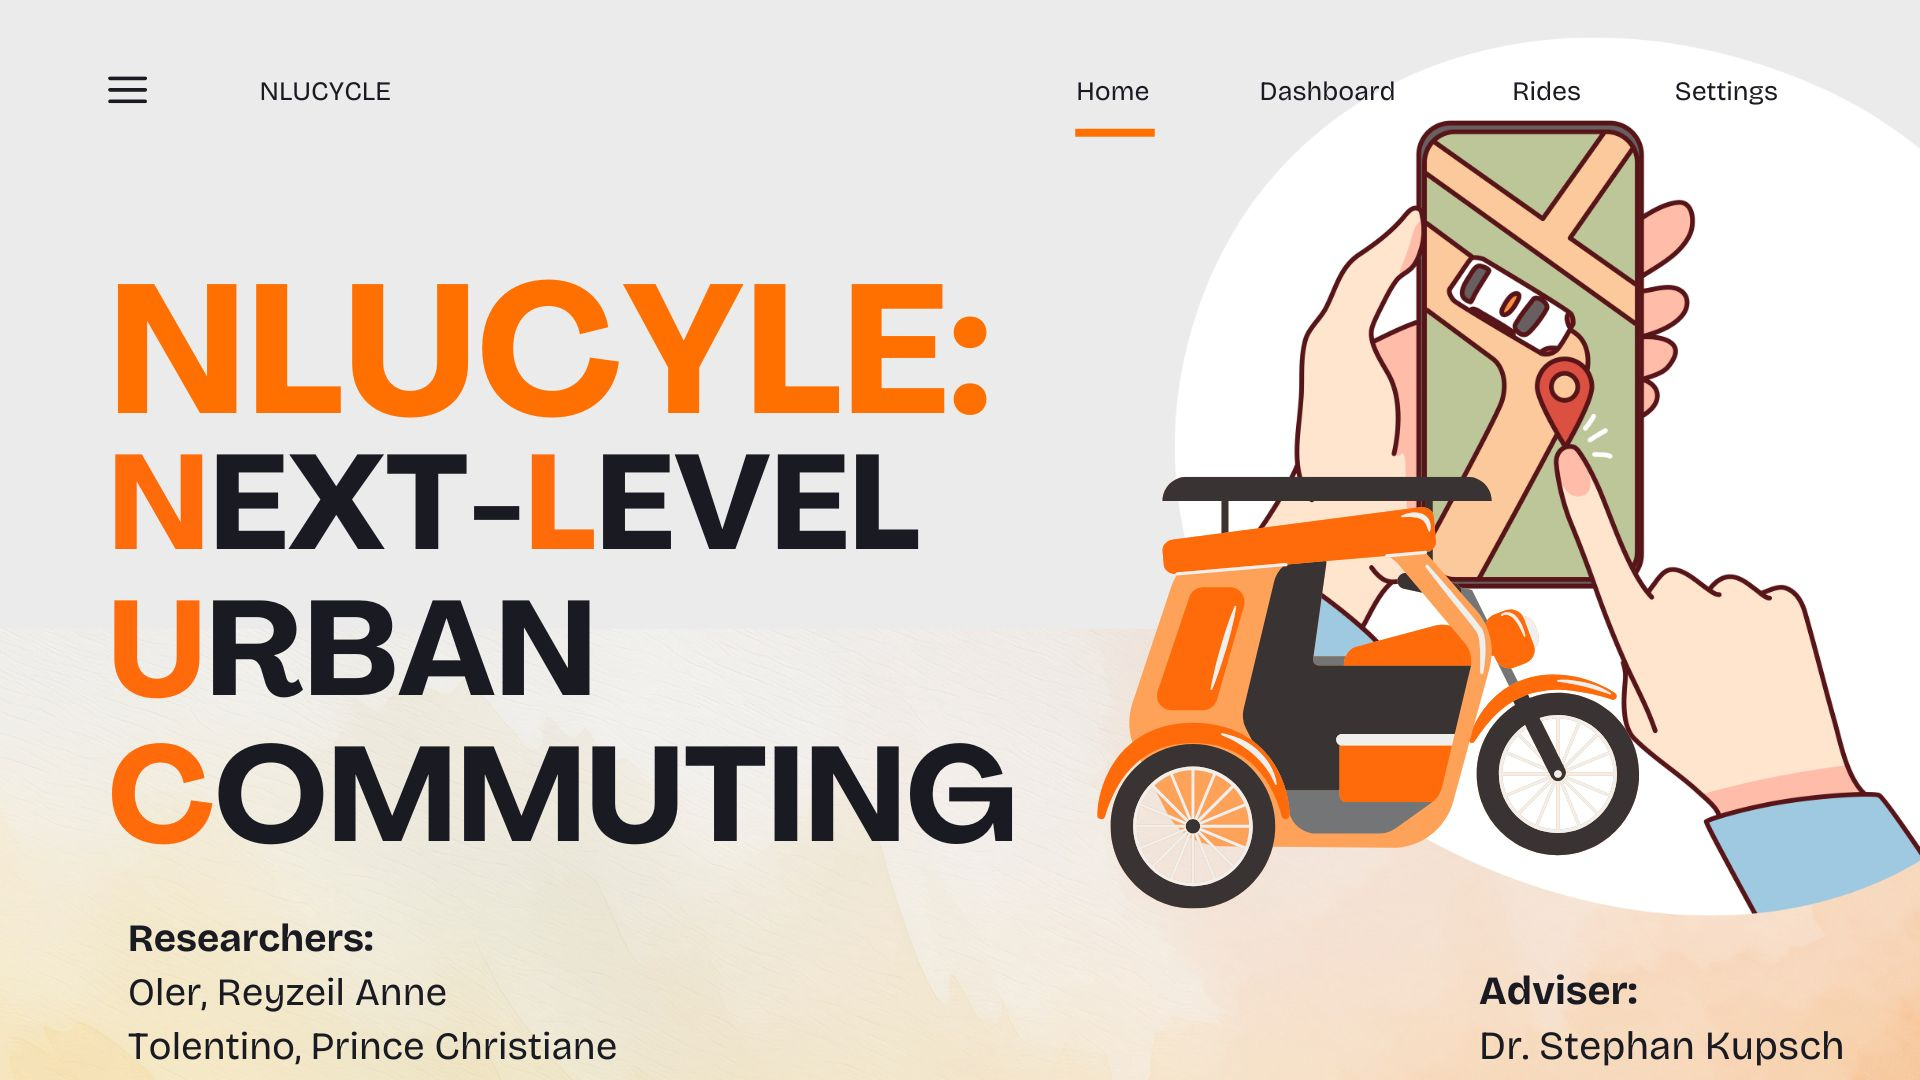 NLUCYCLE
Home Dashboard Rides Settings
NLUCYLE:
NEXT-LEVEL
URBAN
COMMUTING
Researchers:
Oler, Reyzeil Anne
Tolentino, Prince Christiane
Adviser:
Dr. Stephan Kupsch